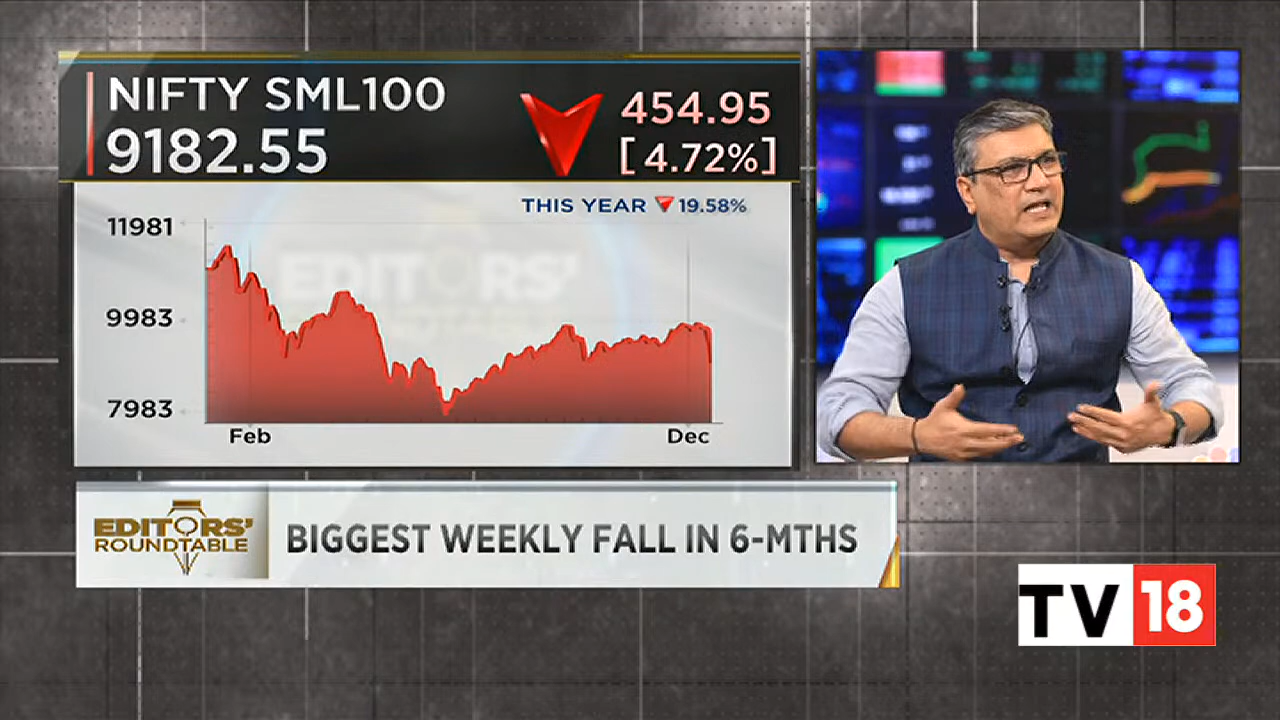 NIFTY SML100
9182.55
454.95
[4.72%]
THIS YEAR 19.58%
11981
9983
7983
Feb
Dec
EDITORS'
ROUNDTABLE
BIGGEST WEEKLY FALL IN 6-MTHS
TV18